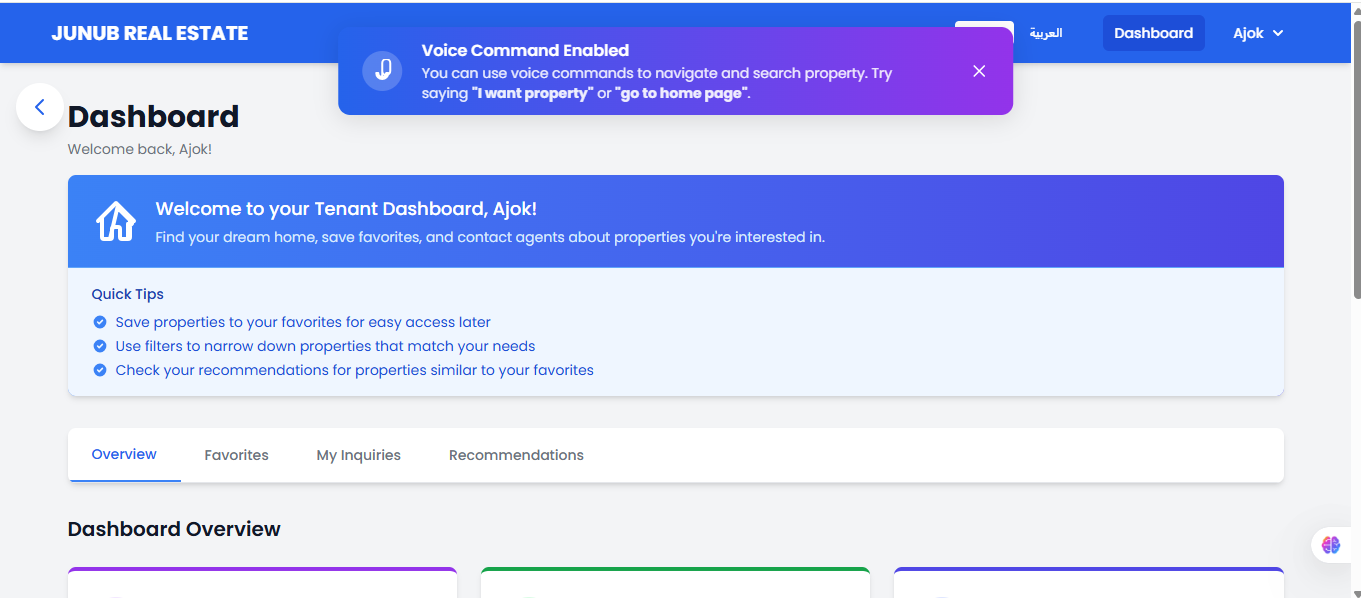 JUNUB REAL ESTATE
العربية
Dashboard
Ajok
Voice Command Enabled
You can use voice commands to navigate and search property. Try
saying "I want property" or "go to home page".
Dashboard
Welcome back, Ajok!
Welcome to your Tenant Dashboard, Ajok!
Find your dream home, save favorites, and contact agents about properties you're interested in.
Quick Tips
Save properties to your favorites for easy access later
Use filters to narrow down properties that match your needs
Check your recommendations for properties similar to your favorites
Overview
Favorites
My Inquiries
Recommendations
Dashboard Overview